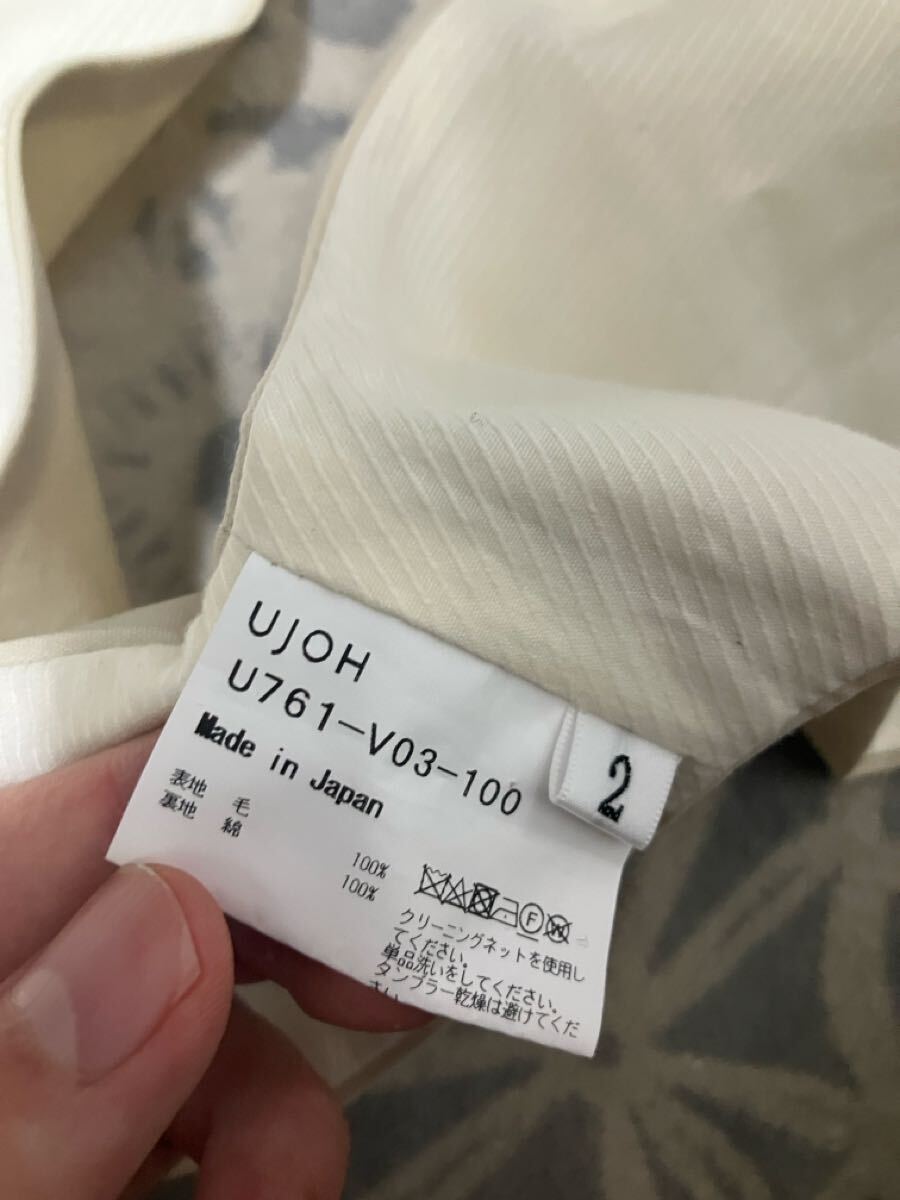 UJOH
U761-V03-100
Made in Japan
表地 毛 100%
裏地 綿 100%
F W
クリーニングネットを使用し
てください。
単品洗いをしてください。
タンブラー乾燥は避けてくだ
さい
2